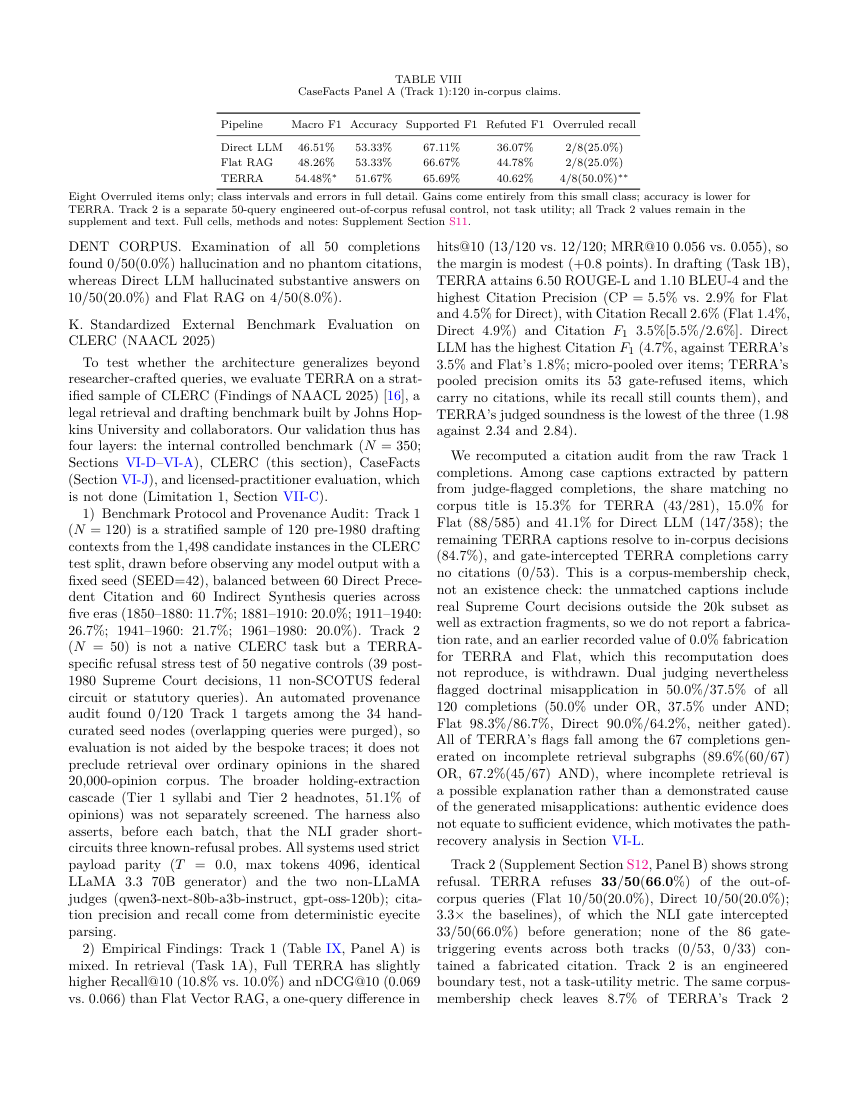 TABLE VIII
CaseFacts Panel A (Track 1):120 in-corpus claims.
Pipeline Macro F1 Accuracy Supported F1 Refuted F1 Overruled recall
Direct LLM 46.51% 53.33% 67.11% 36.07% 2/8(25.0%)
Flat RAG 48.26% 53.33% 66.67% 44.78% 2/8(25.0%)
TERRA 54.48%* 51.67% 65.69% 40.62% 4/8(50.0%)**
Eight Overruled items only; class intervals and errors in full detail. Gains come entirely from this small class; accuracy is lower for
TERRA. Track 2 is a separate 50-query engineered out-of-corpus refusal control, not task utility; all Track 2 values remain in the
supplement and text. Full cells, methods and notes: Supplement Section S11.
DENT CORPUS. Examination of all 50 completions
found 0/50(0.0%) hallucination and no phantom citations,
whereas Direct LLM hallucinated substantive answers on
10/50(20.0%) and Flat RAG on 4/50(8.0%).
K. Standardized External Benchmark Evaluation on
CLERC (NAACL 2025)
To test whether the architecture generalizes beyond
researcher-crafted queries, we evaluate TERRA on a strat-
ified sample of CLERC (Findings of NAACL 2025) [16], a
legal retrieval and drafting benchmark built by Johns Hop-
kins University and collaborators. Our validation thus has
four layers: the internal controlled benchmark (N = 350;
Sections VI-D–VI-A), CLERC (this section), CaseFacts
(Section VI-J), and licensed-practitioner evaluation, which
is not done (Limitation 1, Section VII-C).
1) Benchmark Protocol and Provenance Audit: Track 1
(N = 120) is a stratified sample of 120 pre-1980 drafting
contexts from the 1,498 candidate instances in the CLERC
test split, drawn before observing any model output with a
fixed seed (SEED=42), balanced between 60 Direct Prece-
dent Citation and 60 Indirect Synthesis queries across
five eras (1850–1880: 11.7%; 1881–1910: 20.0%; 1911–1940:
26.7%; 1941–1960: 21.7%; 1961–1980: 20.0%). Track 2
(N = 50) is not a native CLERC task but a TERRA-
specific refusal stress test of 50 negative controls (39 post-
1980 Supreme Court decisions, 11 non-SCOTUS federal
circuit or statutory queries). An automated provenance
audit found 0/120 Track 1 targets among the 34 hand-
curated seed nodes (overlapping queries were purged), so
evaluation is not aided by the bespoke traces; it does not
preclude retrieval over ordinary opinions in the shared
20,000-opinion corpus. The broader holding-extraction
cascade (Tier 1 syllabi and Tier 2 headnotes, 51.1% of
opinions) was not separately screened. The harness also
asserts, before each batch, that the NLI grader short-
circuits three known-refusal probes. All systems used strict
payload parity (T = 0.0, max tokens 4096, identical
LLaMA 3.3 70B generator) and the two non-LLaMA
judges (qwen3-next-80b-a3b-instruct, gpt-oss-120b); cita-
tion precision and recall come from deterministic eyecite
parsing.
2) Empirical Findings: Track 1 (Table IX, Panel A) is
mixed. In retrieval (Task 1A), Full TERRA has slightly
higher Recall@10 (10.8% vs. 10.0%) and nDCG@10 (0.069
vs. 0.066) than Flat Vector RAG, a one-query difference in
hits@10 (13/120 vs. 12/120; MRR@10 0.056 vs. 0.055), so
the margin is modest (+0.8 points). In drafting (Task 1B),
TERRA attains 6.50 ROUGE-L and 1.10 BLEU-4 and the
highest Citation Precision (CP = 5.5% vs. 2.9% for Flat
and 4.5% for Direct), with Citation Recall 2.6% (Flat 1.4%,
Direct 4.9%) and Citation F1 3.5%[5.5%/2.6%]. Direct
LLM has the highest Citation F1 (4.7%, against TERRA's
3.5% and Flat's 1.8%; micro-pooled over items; TERRA's
pooled precision omits its 53 gate-refused items, which
carry no citations, while its recall still counts them), and
TERRA's judged soundness is the lowest of the three (1.98
against 2.34 and 2.84).
We recomputed a citation audit from the raw Track 1
completions. Among case captions extracted by pattern
from judge-flagged completions, the share matching no
corpus title is 15.3% for TERRA (43/281), 15.0% for
Flat (88/585) and 41.1% for Direct LLM (147/358); the
remaining TERRA captions resolve to in-corpus decisions
(84.7%), and gate-intercepted TERRA completions carry
no citations (0/53). This is a corpus-membership check,
not an existence check: the unmatched captions include
real Supreme Court decisions outside the 20k subset as
well as extraction fragments, so we do not report a fabrica-
tion rate, and an earlier recorded value of 0.0% fabrication
for TERRA and Flat, which this recomputation does
not reproduce, is withdrawn. Dual judging nevertheless
flagged doctrinal misapplication in 50.0%/37.5% of all
120 completions (50.0% under OR, 37.5% under AND;
Flat 98.3%/86.7%, Direct 90.0%/64.2%, neither gated).
All of TERRA's flags fall among the 67 completions gen-
erated on incomplete retrieval subgraphs (89.6%(60/67)
OR, 67.2%(45/67) AND), where incomplete retrieval is
a possible explanation rather than a demonstrated cause
of the generated misapplications: authentic evidence does
not equate to sufficient evidence, which motivates the path-
recovery analysis in Section VI-L.
Track 2 (Supplement Section S12, Panel B) shows strong
refusal. TERRA refuses 33/50(66.0%) of the out-of-
corpus queries (Flat 10/50(20.0%), Direct 10/50(20.0%);
3.3× the baselines), of which the NLI gate intercepted
33/50(66.0%) before generation; none of the 86 gate-
triggering events across both tracks (0/53, 0/33) con-
tained a fabricated citation. Track 2 is an engineered
boundary test, not a task-utility metric. The same corpus-
membership check leaves 8.7% of TERRA's Track 2